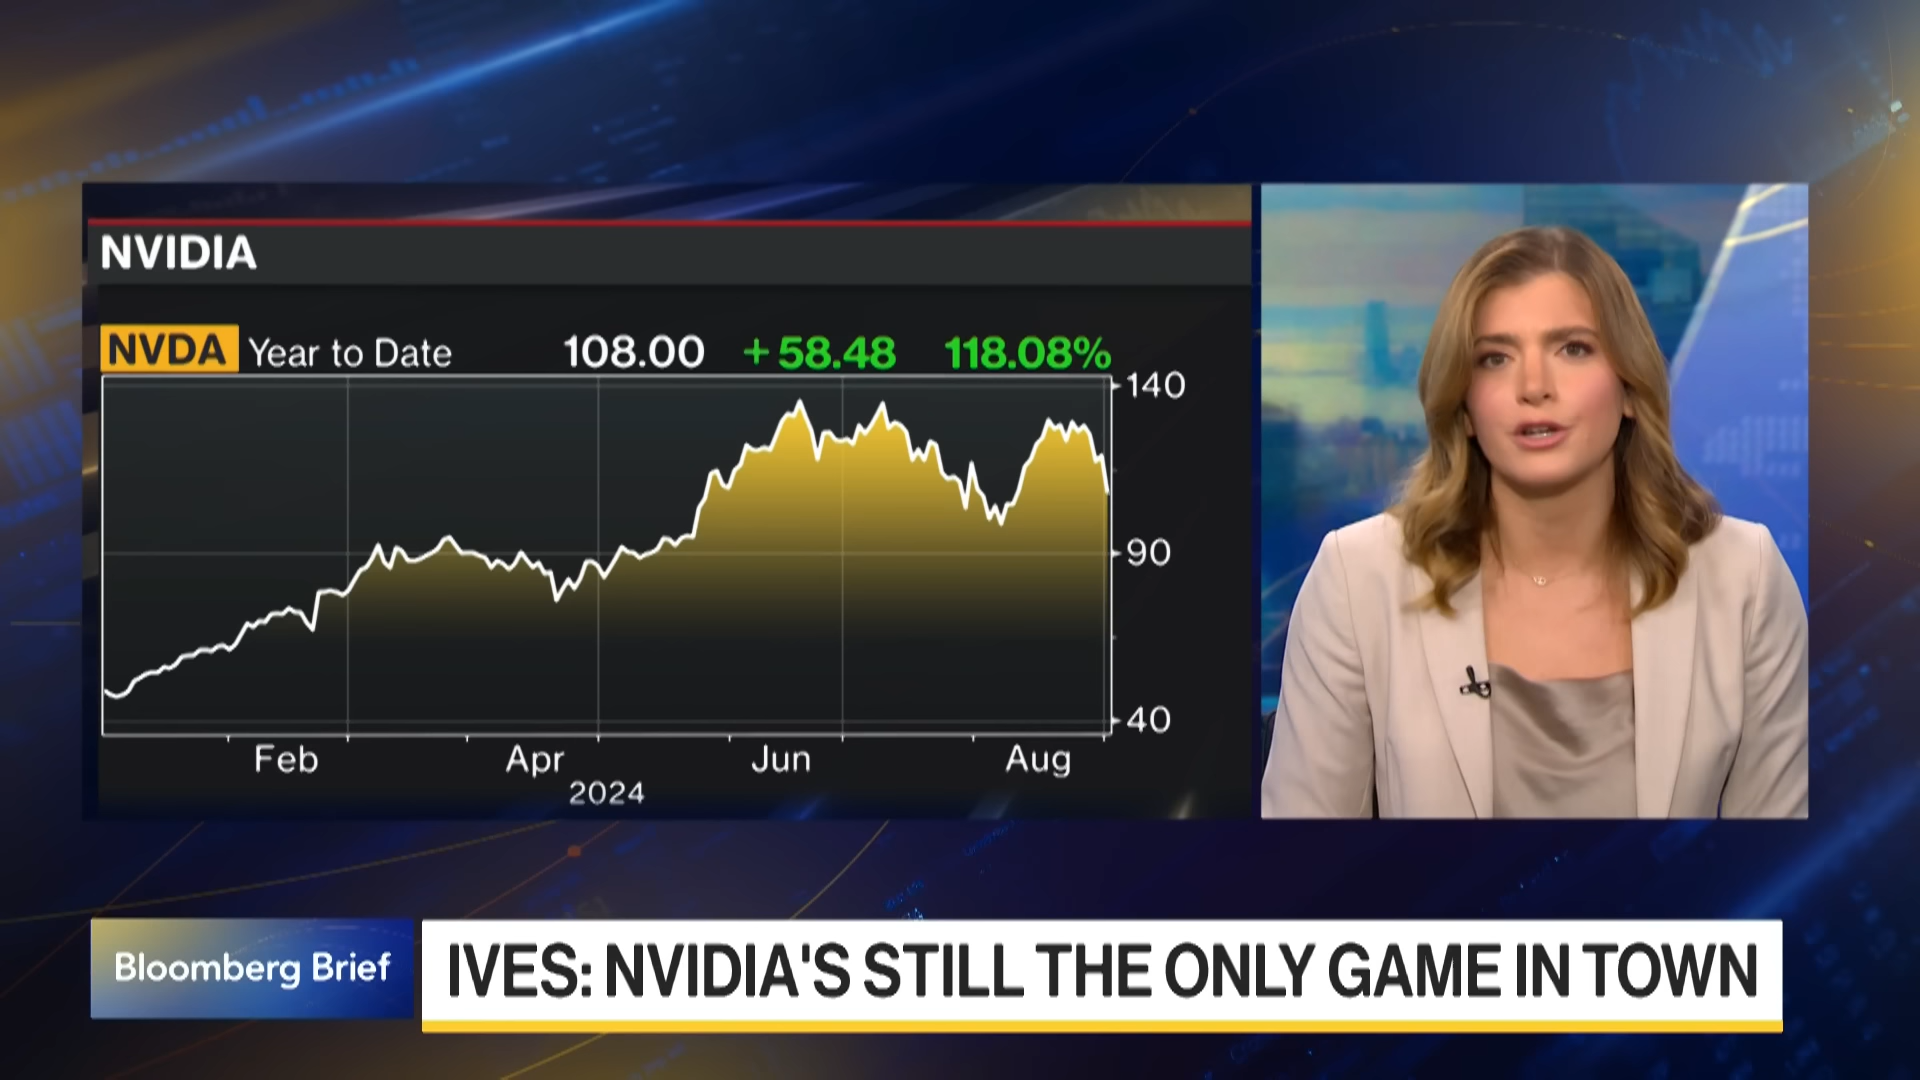 NVIDIA
NVDA Year to Date 108.00 +58.48 118.08%
140
90
40
Feb Apr Jun Aug
2024
Bloomberg Brief
IVES: NVIDIA'S STILL THE ONLY GAME IN TOWN